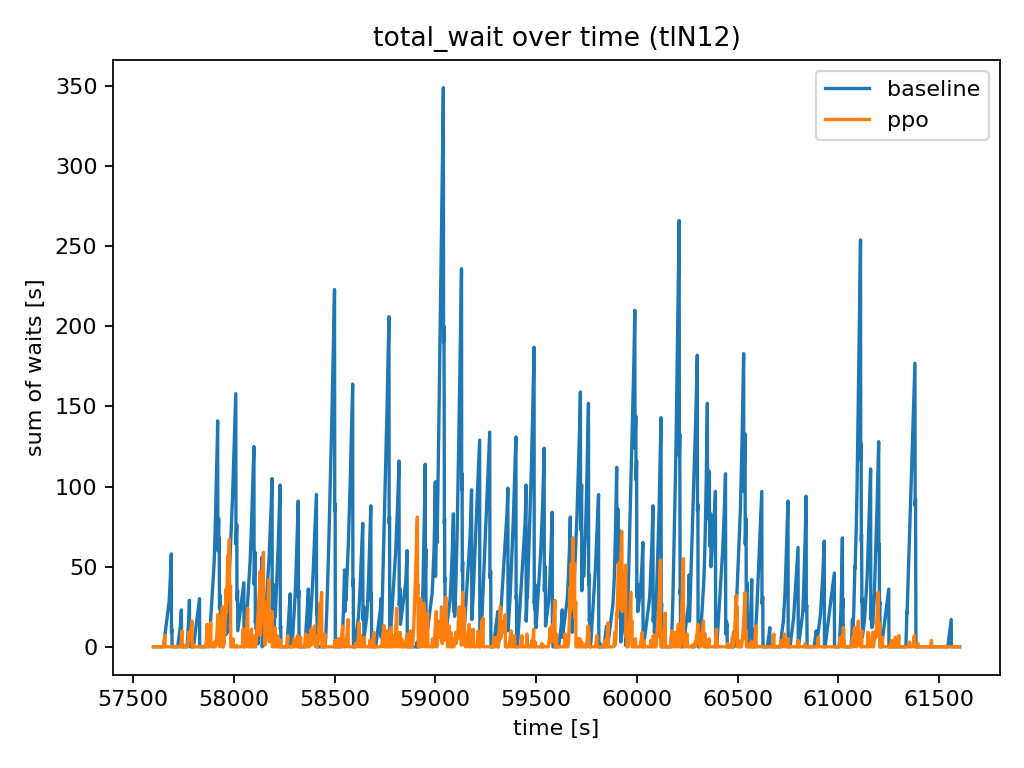 total_wait over time (tlN12)
baseline
ppo
350
300
250
200
150
100
50
0
sum of waits [s]
57500 58000 58500 59000 59500 60000 60500 61000 61500
time [s]